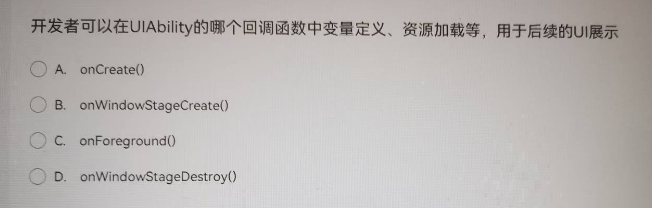 开发者可以在UIAbility的哪个回调函数中变量定义、资源加载等，用于后续的UI展示
A. onCreate()
B. onWindowStageCreate()
C. onForeground()
D. onWindowStageDestroy()